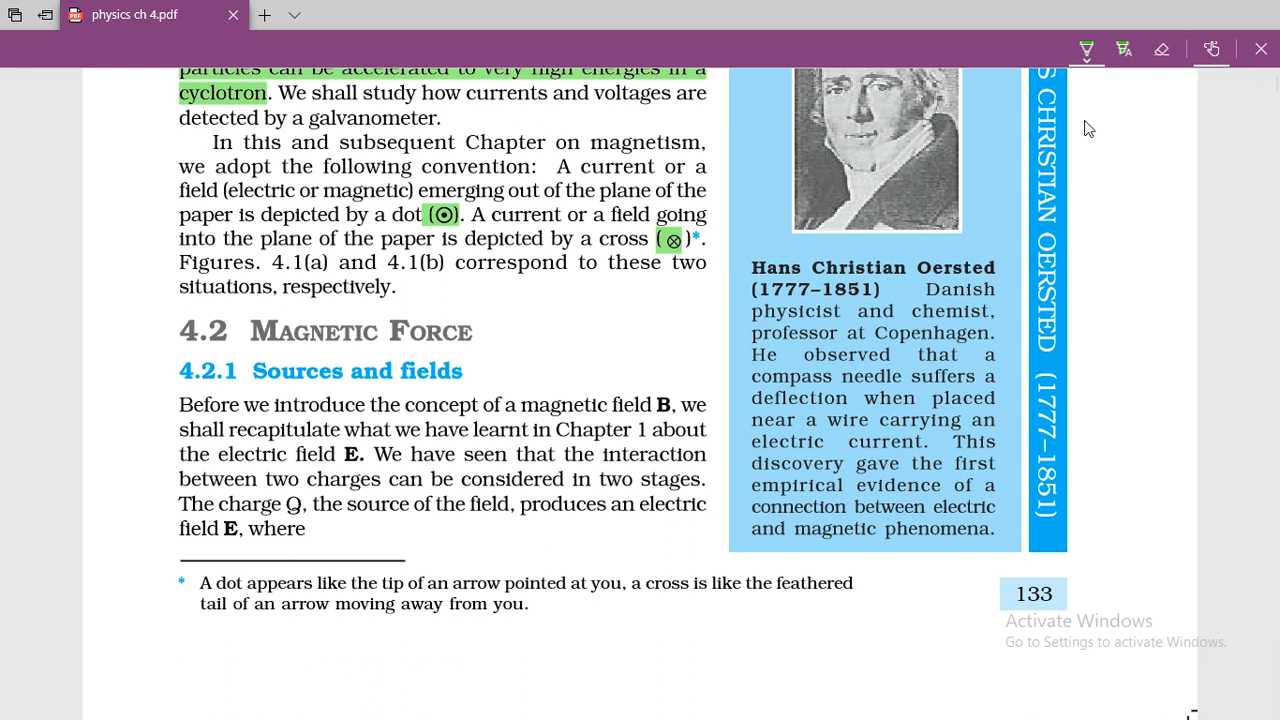 physics ch 4.pdf
particles can be accelerated to very high energies in a
cyclotron. We shall study how currents and voltages are
detected by a galvanometer.
In this and subsequent Chapter on magnetism,
we adopt the following convention: A current or a
field (electric or magnetic) emerging out of the plane of the
paper is depicted by a dot (⊙). A current or a field going
into the plane of the paper is depicted by a cross (⊗)*.
Figures. 4.1(a) and 4.1(b) correspond to these two
situations, respectively.
4.2 MAGNETIC FORCE
4.2.1 Sources and fields
Before we introduce the concept of a magnetic field B, we
shall recapitulate what we have learnt in Chapter 1 about
the electric field E. We have seen that the interaction
between two charges can be considered in two stages.
The charge Q, the source of the field, produces an electric
field E, where
* A dot appears like the tip of an arrow pointed at you, a cross is like the feathered
tail of an arrow moving away from you.
Hans Christian Oersted
(1777–1851) Danish
physicist and chemist,
professor at Copenhagen.
He observed that a
compass needle suffers a
deflection when placed
near a wire carrying an
electric current. This
discovery gave the first
empirical evidence of a
connection between electric
and magnetic phenomena.
S CHRISTIAN OERSTED (1777–1851)
133
Activate Windows
Go to Settings to activate Windows.